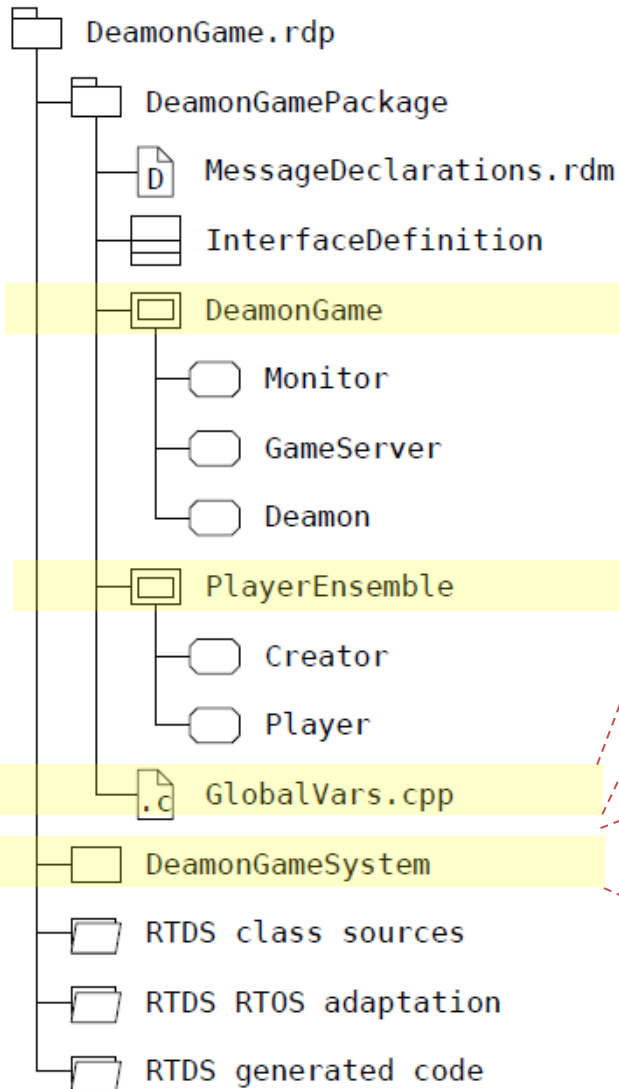 DeamonGame.rdp
DeamonGamePackage
D MessageDeclarations.rdm
InterfaceDefinition
DeamonGame
Monitor
GameServer
Deamon
PlayerEnsemble
Creator
Player
.c GlobalVars.cpp
DeamonGameSystem
RTDS class sources
RTDS RTOS adaptation
RTDS generated code